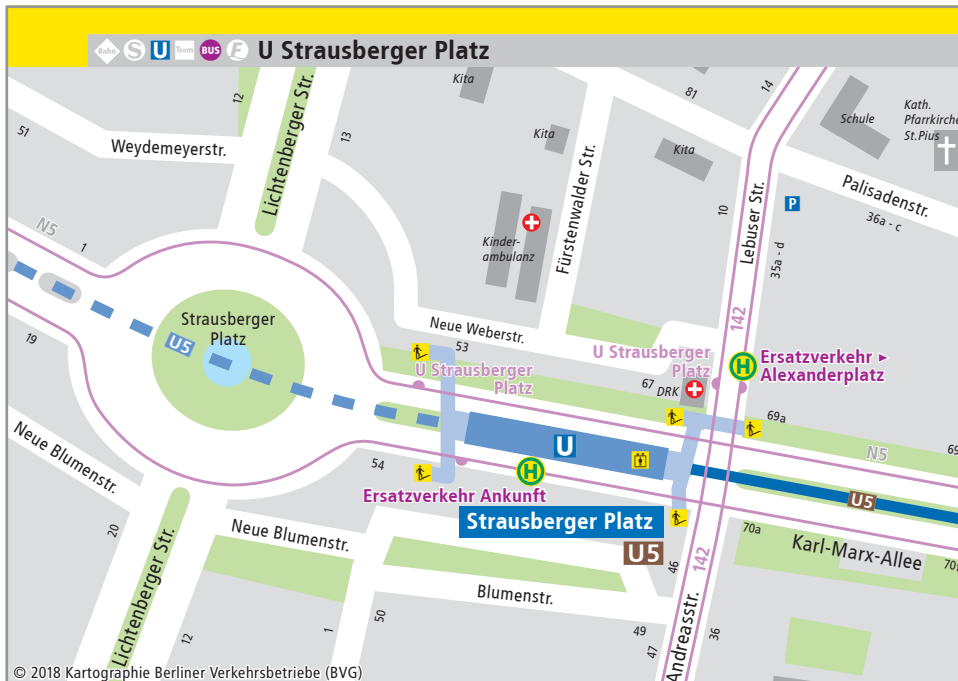 Bahn S U Tram BUS F U Strausberger Platz
12
Lichtenberger Str.
51
Weydemeyerstr.
13
Kita
Kita
81
14
Kita
Schule
Kath.
Pfarrkirche
St.Pius
Palisadenstr.
36a - c
P
10
Lebuser Str.
35a - d
Fürstenwalder Str.
Kinder-
ambulanz
N5
1
19
U5
Strausberger
Platz
Neue Weberstr.
53
U Strausberger
Platz
U Strausberger
Platz
67
DRK
142
H
Ersatzverkehr ►
Alexanderplatz
69a
69
N5
U
H
54
Ersatzverkehr Ankunft
Strausberger Platz
U5
U5
70a
Karl-Marx-Allee
70
46
142
Neue Blumenstr.
20
Neue Blumenstr.
Lichtenberger Str.
12
1
50
Blumenstr.
49
47
Andreasstr.
36
© 2018 Kartographie Berliner Verkehrsbetriebe (BVG)